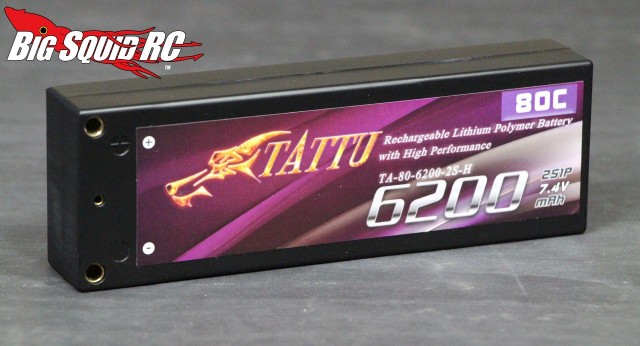 BIG SQUID RC
TM
80C
TATTU
Rechargeable Lithium Polymer Battery
with High Performance
TA-80-6200-2S-H
6200
2S1P
7.4V
mAh
+
-